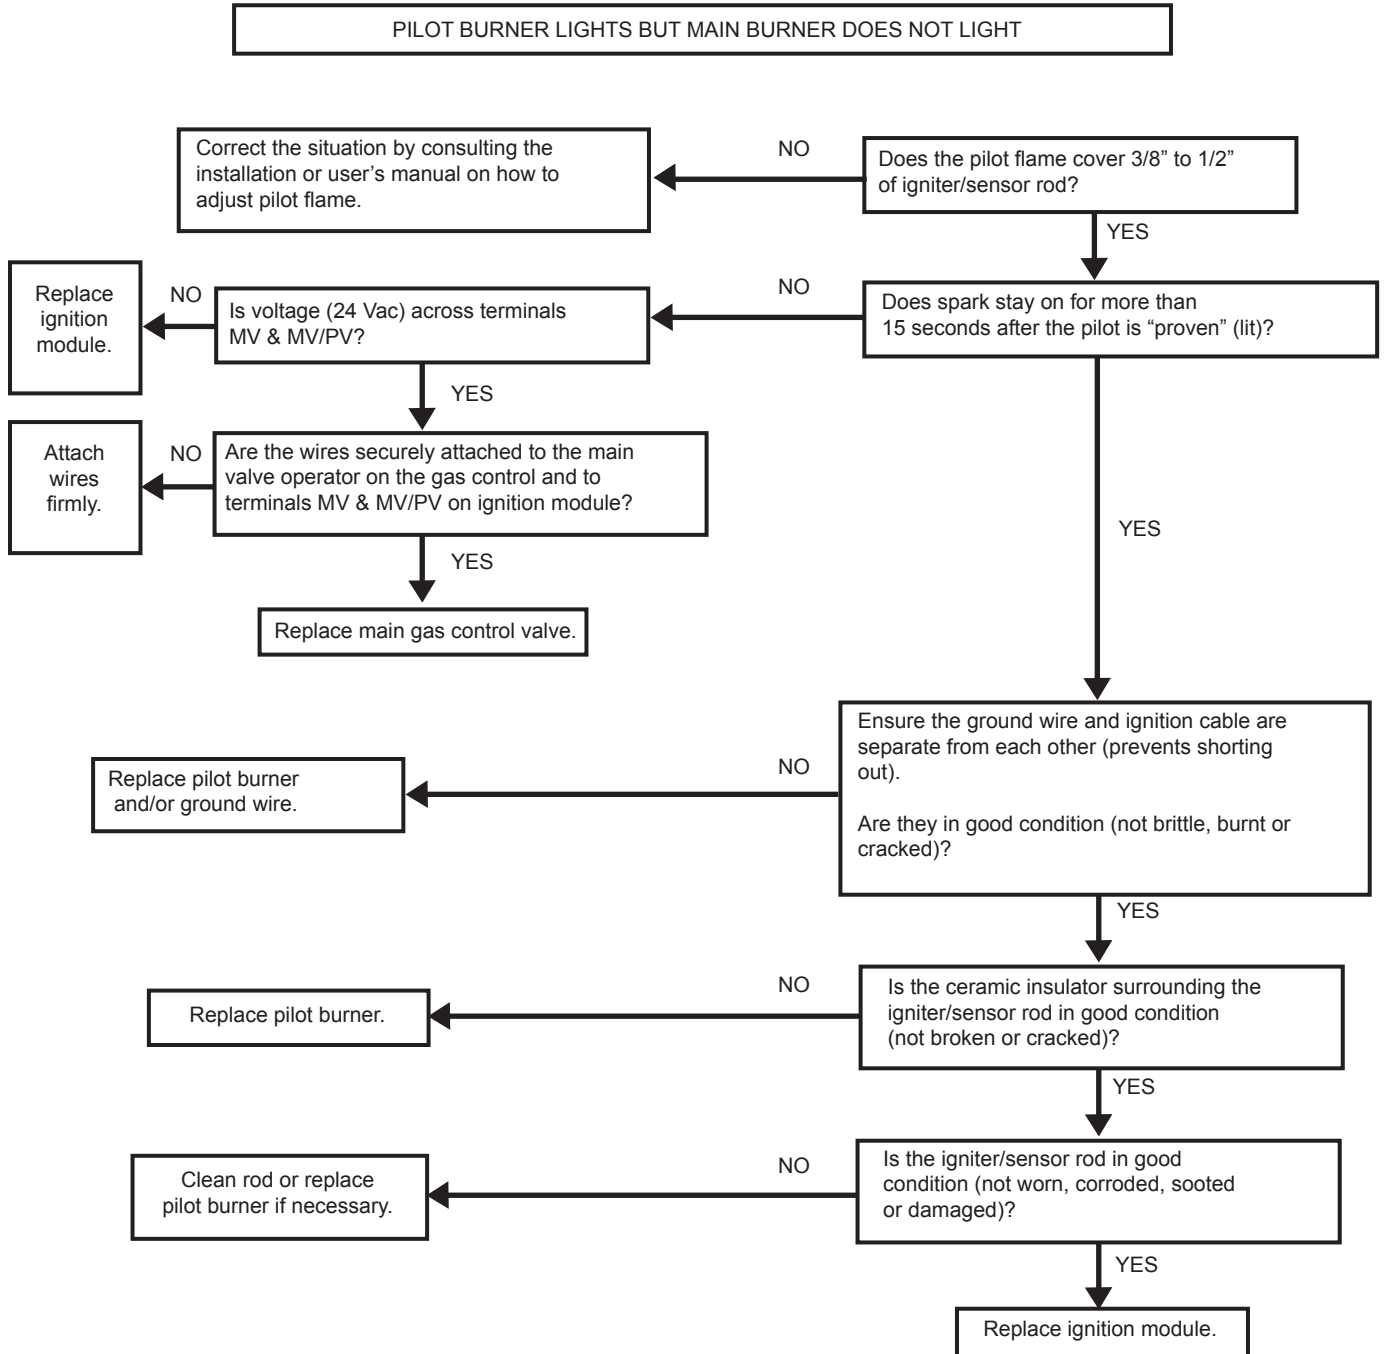 PILOT BURNER LIGHTS BUT MAIN BURNER DOES NOT LIGHT
Correct the situation by consulting the
installation or user’s manual on how to
adjust pilot flame.
NO
Does the pilot flame cover 3/8” to 1/2”
of igniter/sensor rod?
YES
Replace
ignition
module.
NO
Is voltage (24 Vac) across terminals
MV & MV/PV?
NO
Does spark stay on for more than
15 seconds after the pilot is “proven” (lit)?
YES
Attach
wires
firmly.
NO
Are the wires securely attached to the main
valve operator on the gas control and to
terminals MV & MV/PV on ignition module?
YES
YES
Replace main gas control valve.
Replace pilot burner
and/or ground wire.
NO
Ensure the ground wire and ignition cable are
separate from each other (prevents shorting
out).
Are they in good condition (not brittle, burnt or
cracked)?
YES
Replace pilot burner.
NO
Is the ceramic insulator surrounding the
igniter/sensor rod in good condition
(not broken or cracked)?
YES
Clean rod or replace
pilot burner if necessary.
NO
Is the igniter/sensor rod in good
condition (not worn, corroded, sooted
or damaged)?
YES
Replace ignition module.